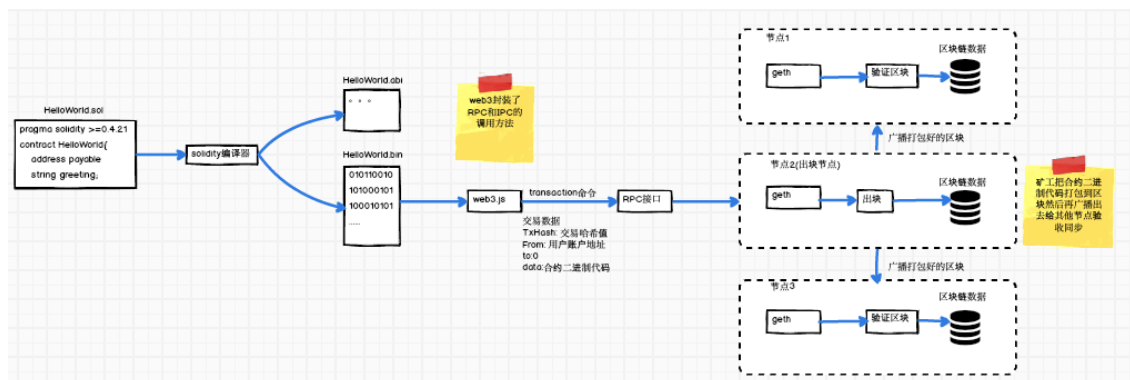 HelloWorld.sol
pragma solidity >=0.4.21
contract HelloWorld{
address payable
string greeting;
solidity编译器
HelloWorld.abi
。。。
HelloWorld.bin
010110010
101000101
100010101
....
web3封装了
RPC和IPC的
调用方法
web3.js
transaction命令
交易数据
TxHash: 交易哈希值
From: 用户账户地址
to:0
data:合约二进制代码
RPC接口
节点1
geth
验证区块
区块链数据
广播打包好的区块
节点2(出块节点)
geth
出块
区块链数据
广播打包好的区块
节点3
geth
验证区块
区块链数据
矿工把合约二进
制代码打包到区
块然后再广播出
去给其他节点验
收同步